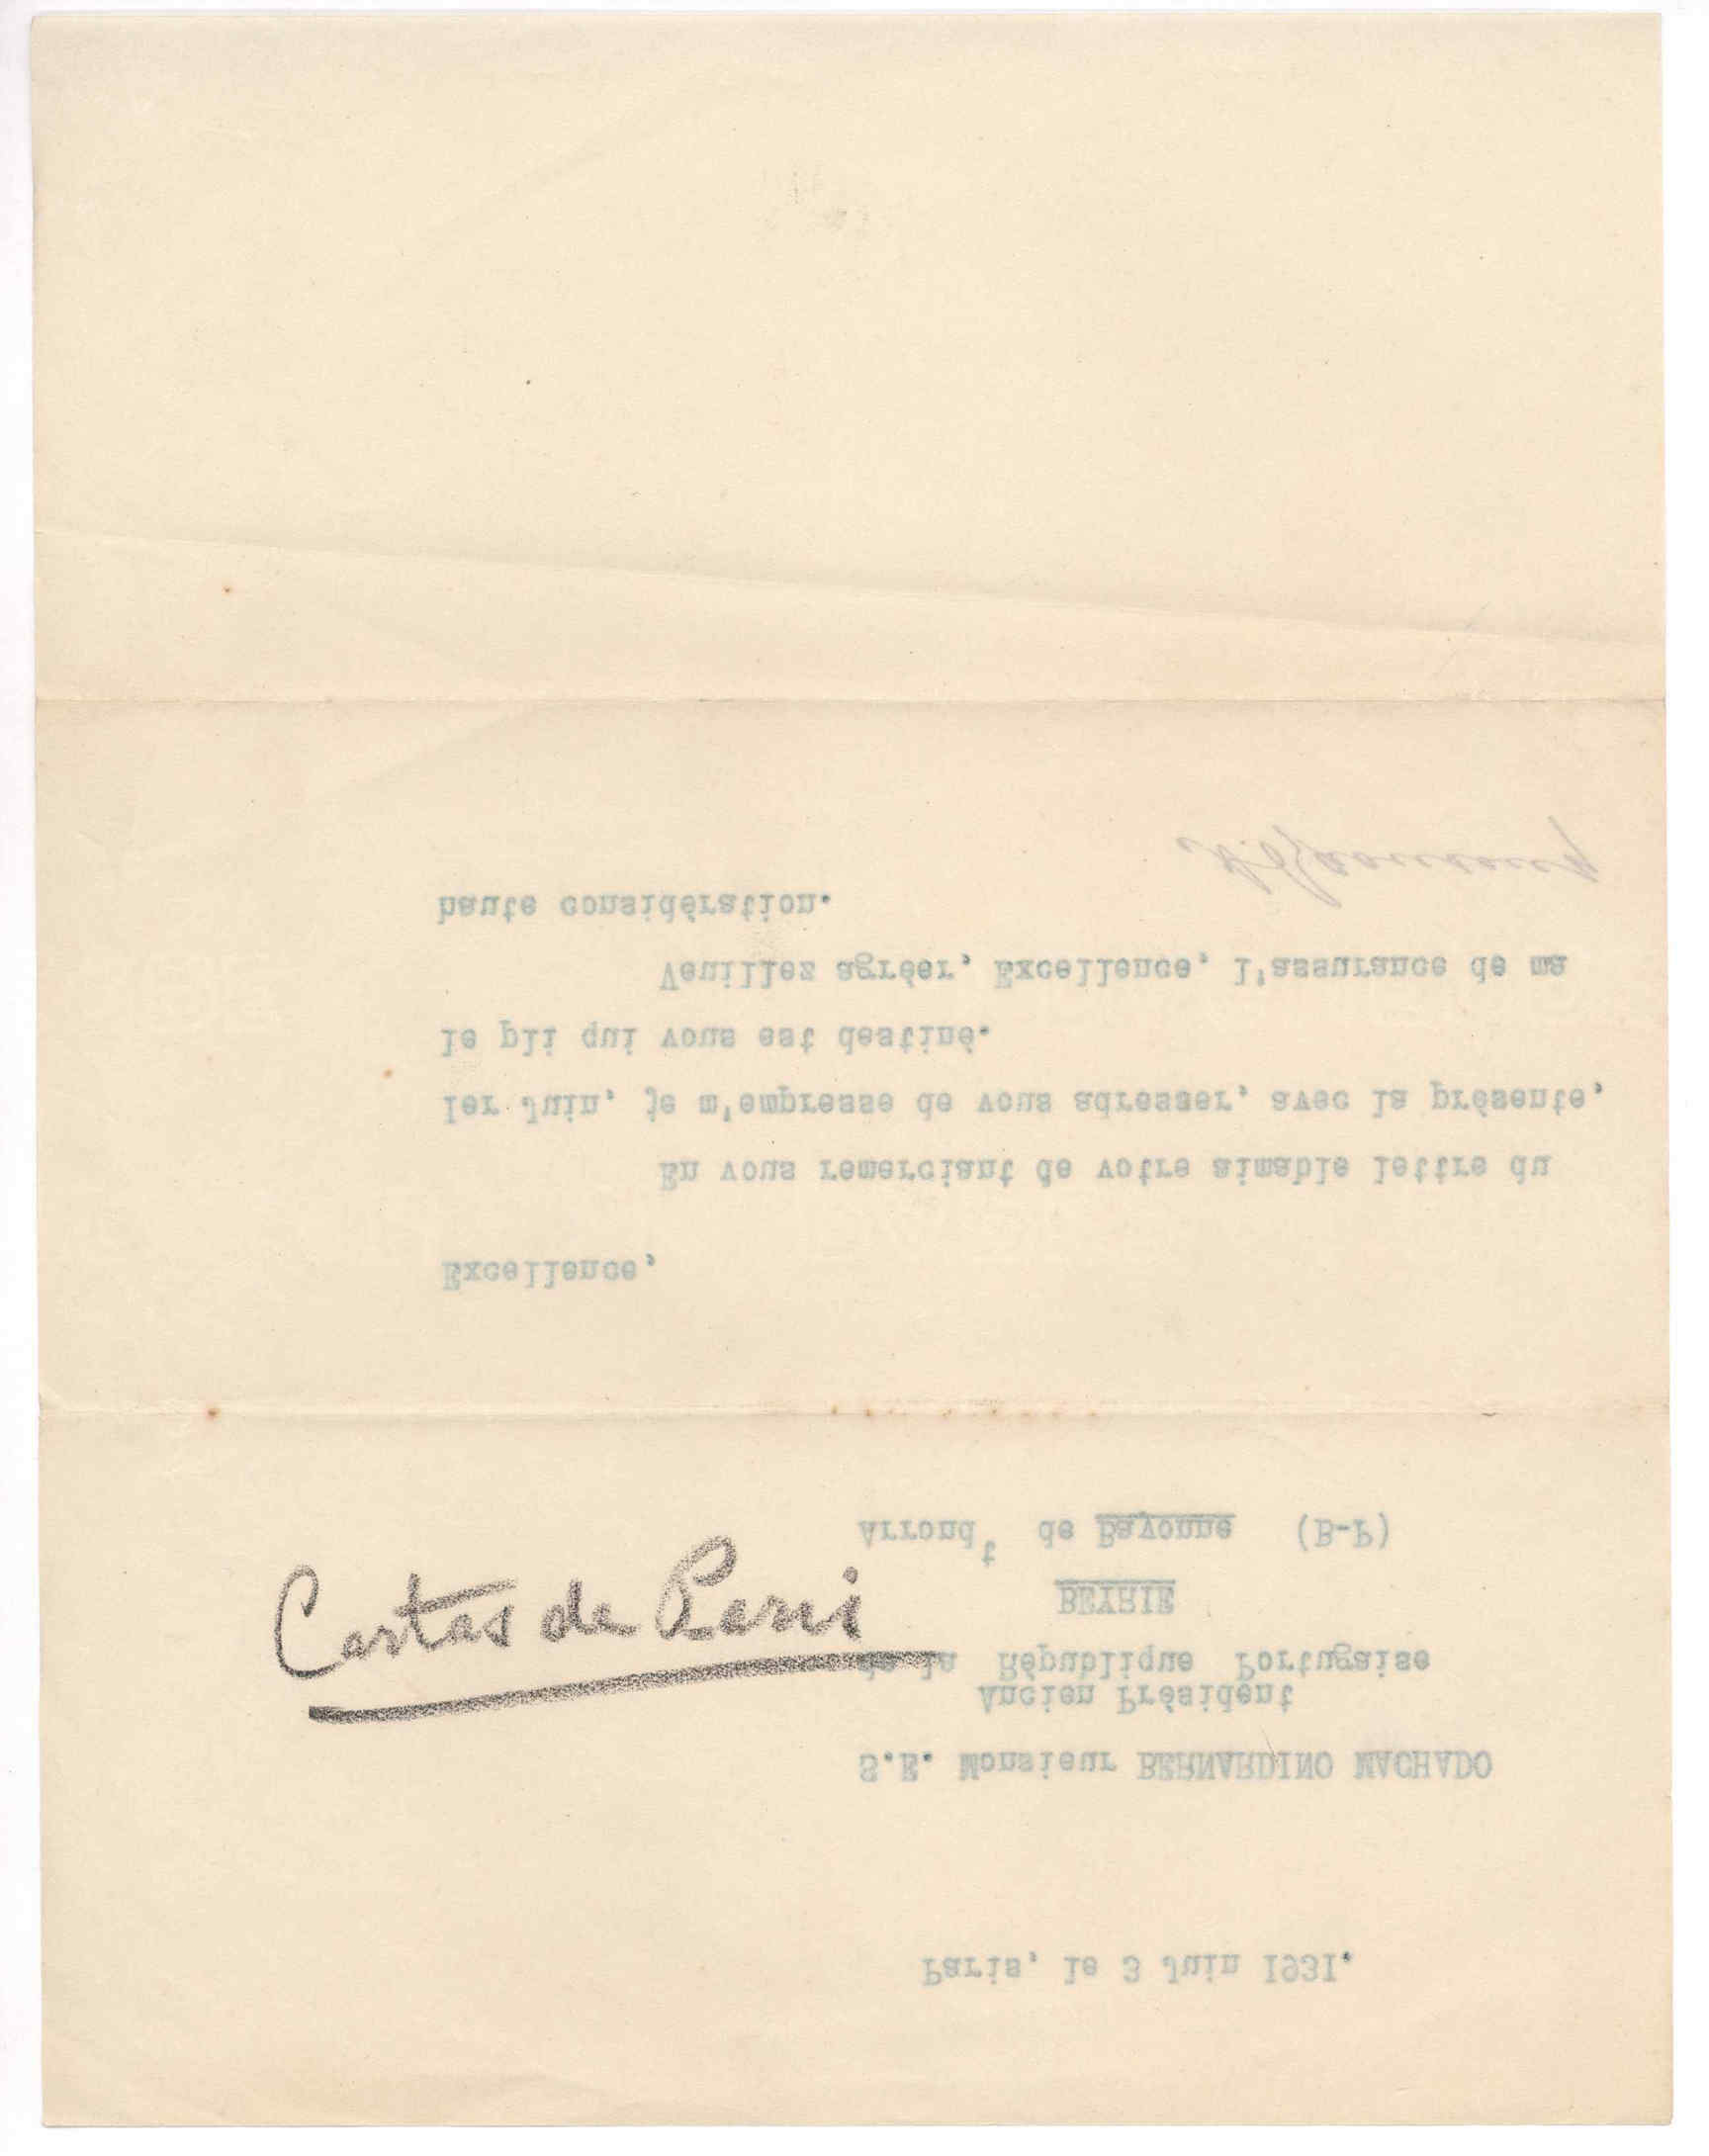 Cartas de Paris
Paris, le 3 Juin 1931.
S.E. Monsieur BERNARDINO MACHADO
Ancien Président
de la République Portugaise
BEYRIE
Arrondt de Bayonne (B-P)
Excellence,
En vous remerciant de votre aimable lettre du
1er Juin, je m'empresse de vous adresser, avec la présente,
le pli qui vous est destiné.
Veuillez agréer, Excellence, l'assurance de ma
haute considération.